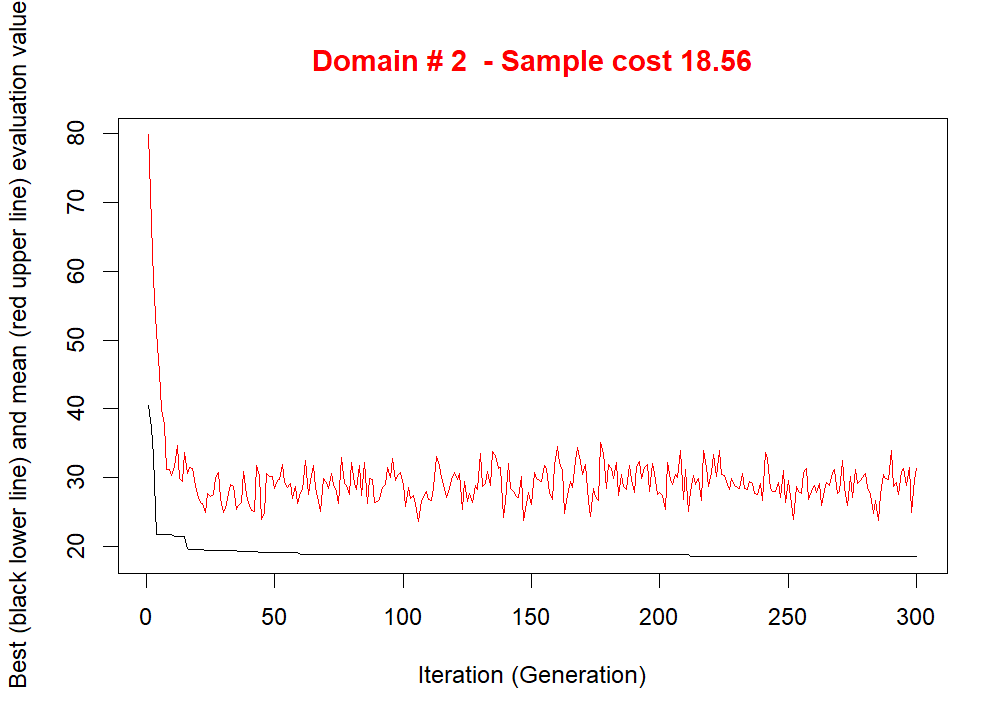 Domain # 2 - Sample cost 18.56
Best (black lower line) and mean (red upper line) evaluation value
80
70
60
50
40
30
20
0 50 100 150 200 250 300
Iteration (Generation)